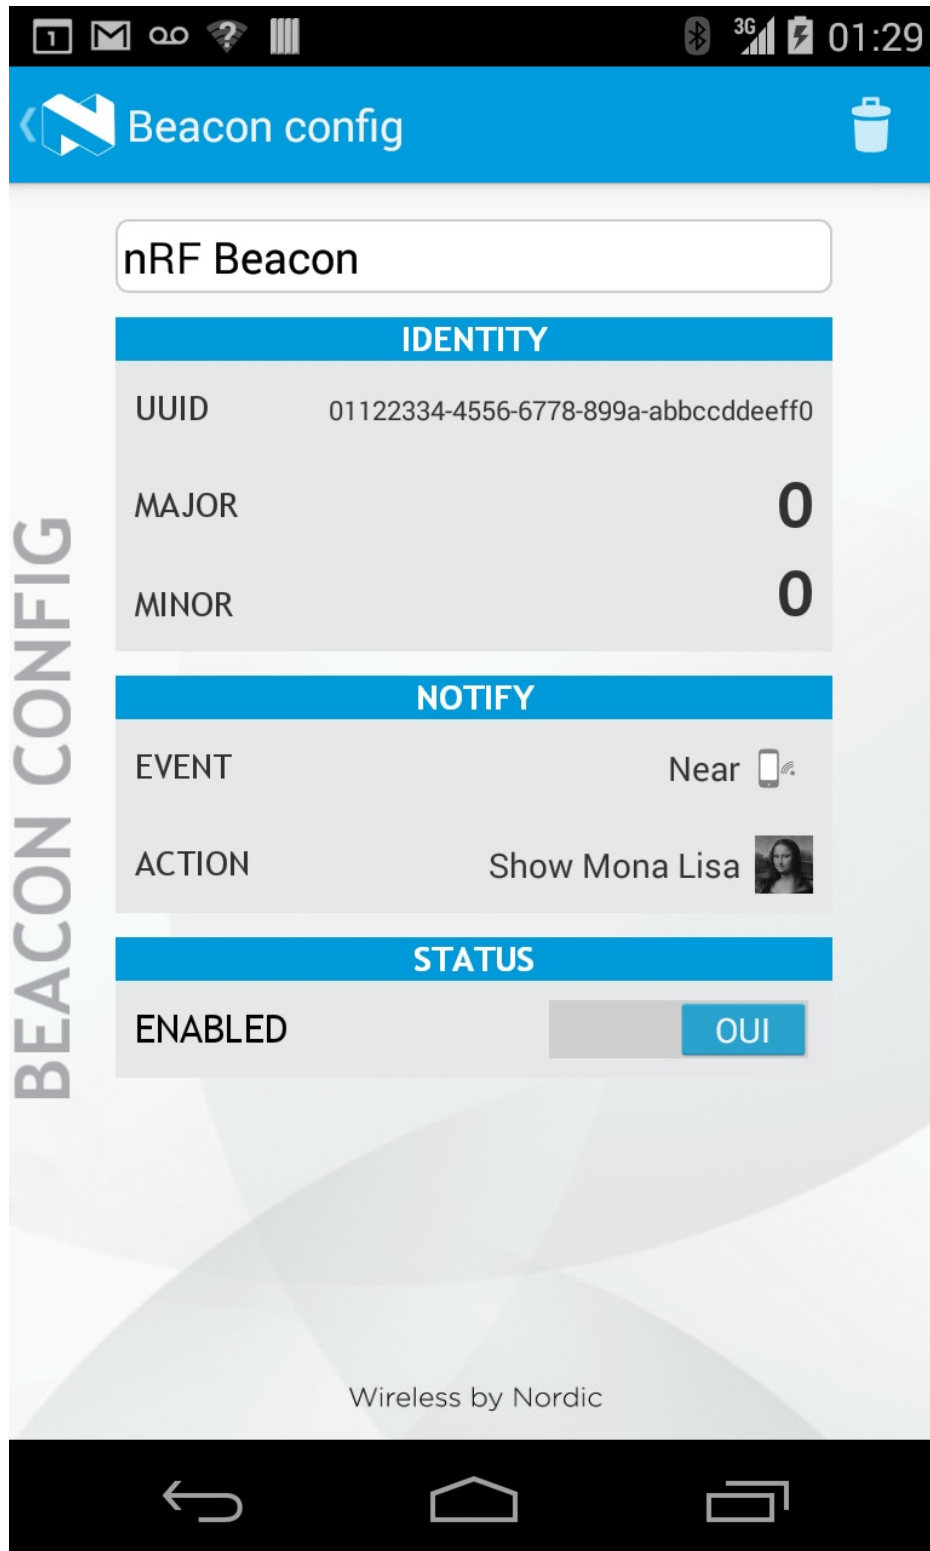 1 3G 01:29
Beacon config
nRF Beacon
IDENTITY
UUID 01122334-4556-6778-899a-abbccddeeff0
MAJOR 0
MINOR 0
NOTIFY
EVENT Near
ACTION Show Mona Lisa
STATUS
ENABLED OUI
BEACON CONFIG
Wireless by Nordic